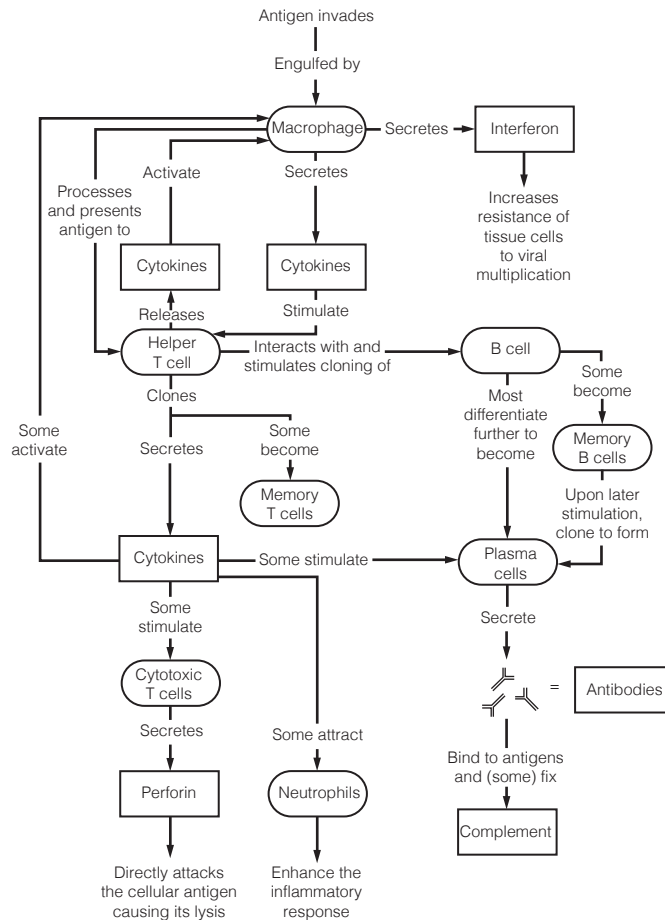 Antigen invades
Engulfed by
Macrophage
Secretes
Interferon
Increases
resistance of
tissue cells
to viral
multiplication
Processes
and presents
antigen to
Activate
Secretes
Cytokines
Cytokines
Releases
Stimulate
Helper
T cell
Interacts with and
stimulates cloning of
B cell
Clones
Some
become
Most
differentiate
further to
become
Some
activate
Secretes
Some
become
Memory
T cells
Memory
B cells
Upon later
stimulation,
clone to form
Cytokines
Some stimulate
Plasma
cells
Some
stimulate
Secrete
Cytotoxic
T cells
=
Antibodies
Secretes
Some attract
Bind to antigens
and (some) fix
Perforin
Neutrophils
Complement
Directly attacks
the cellular antigen
causing its lysis
Enhance the
inflammatory
response